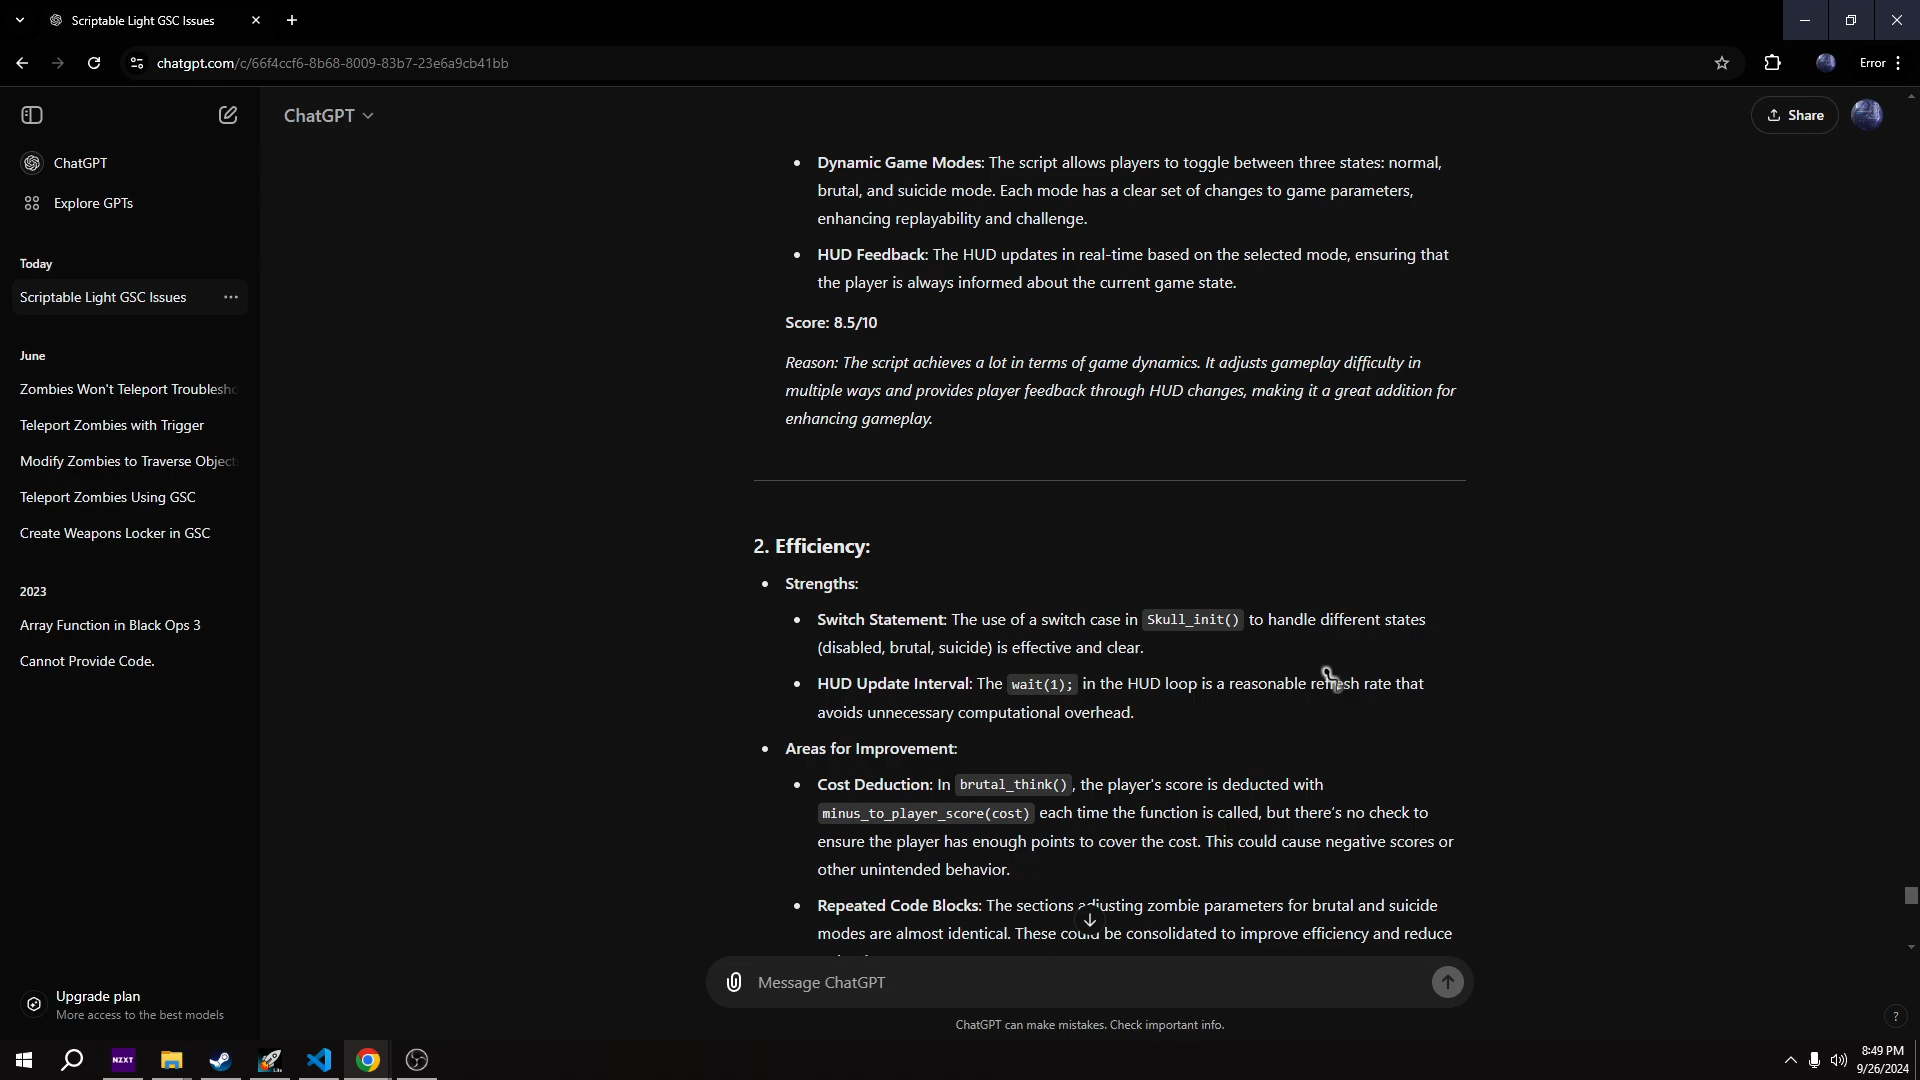 Scriptable Light GSC Issues
chatgpt.com/c/66f4ccf6-8b68-8009-83b7-23e6a9cb41bb
Error
ChatGPT
Share
ChatGPT
Explore GPTs
Today
Scriptable Light GSC Issues
June
Zombies Won't Teleport Troublesho
Teleport Zombies with Trigger
Modify Zombies to Traverse Object
Teleport Zombies Using GSC
Create Weapons Locker in GSC
2023
Array Function in Black Ops 3
Cannot Provide Code.
Upgrade plan
More access to the best models
• Dynamic Game Modes: The script allows players to toggle between three states: normal,
brutal, and suicide mode. Each mode has a clear set of changes to game parameters,
enhancing replayability and challenge.
• HUD Feedback: The HUD updates in real-time based on the selected mode, ensuring that
the player is always informed about the current game state.
Score: 8.5/10
Reason: The script achieves a lot in terms of game dynamics. It adjusts gameplay difficulty in
multiple ways and provides player feedback through HUD changes, making it a great addition for
enhancing gameplay.
2. Efficiency:
• Strengths:
• Switch Statement: The use of a switch case in Skull_init() to handle different states
(disabled, brutal, suicide) is effective and clear.
• HUD Update Interval: The wait(1); in the HUD loop is a reasonable refresh rate that
avoids unnecessary computational overhead.
• Areas for Improvement:
• Cost Deduction: In brutal_think(), the player's score is deducted with
minus_to_player_score(cost) each time the function is called, but there's no check to
ensure the player has enough points to cover the cost. This could cause negative scores or
other unintended behavior.
• Repeated Code Blocks: The sections adjusting zombie parameters for brutal and suicide
modes are almost identical. These could be consolidated to improve efficiency and reduce
Message ChatGPT
ChatGPT can make mistakes. Check important info.
?
NZXT
Lite
8:49 PM
9/26/2024